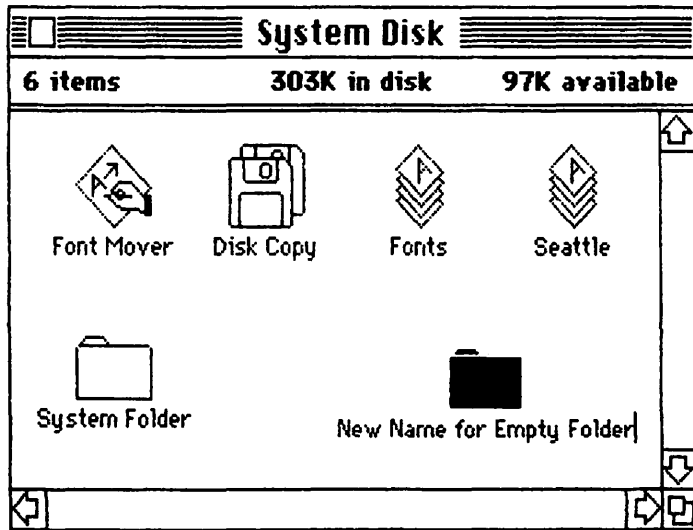 System Disk
6 items 303K in disk 97K available
Font Mover Disk Copy Fonts Seattle
System Folder New Name for Empty Folder